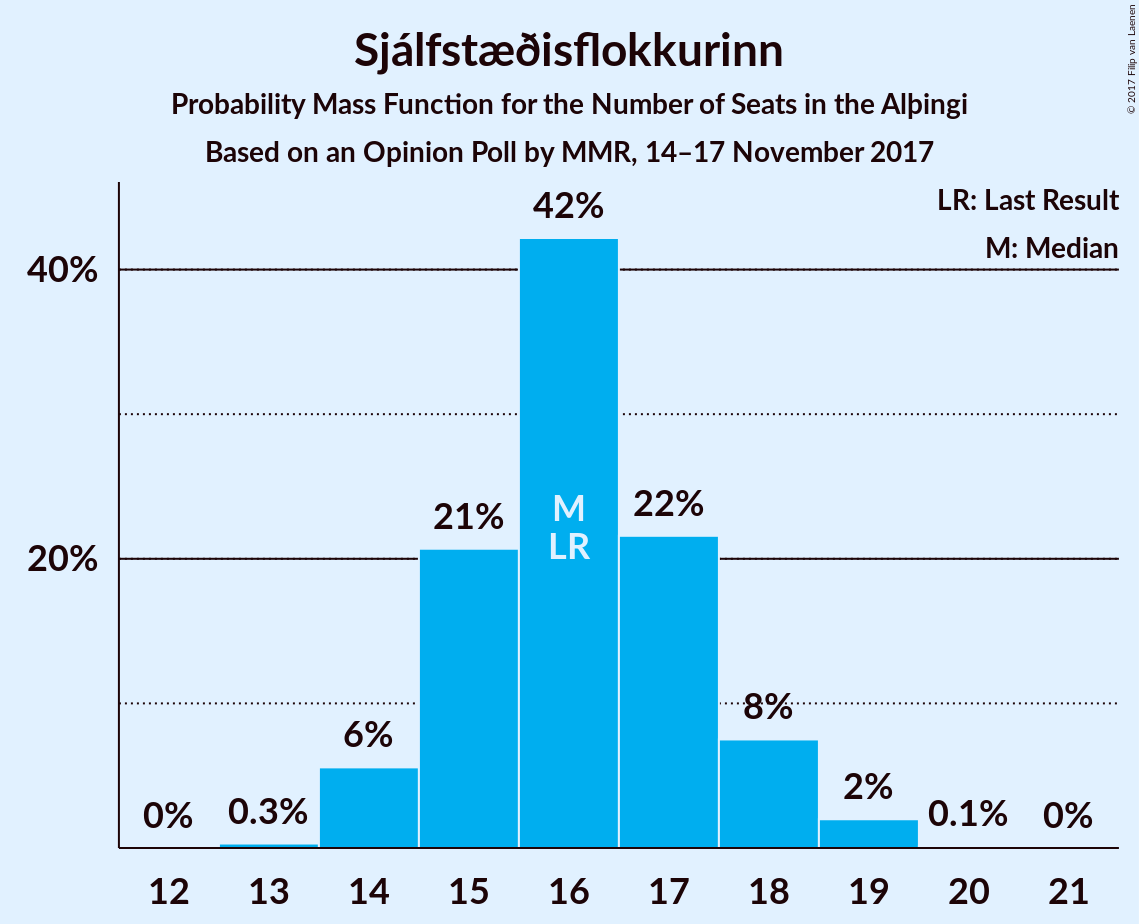 Sjálfstæðisflokkurinn
Probability Mass Function for the Number of Seats in the Alþingi
Based on an Opinion Poll by MMR, 14–17 November 2017
© 2017 Filip van Laenen
LR: Last Result
M: Median
40%
20%
0%
0.3%
6%
21%
42%
M
LR
22%
8%
2%
0.1%
0%
12
13
14
15
16
17
18
19
20
21